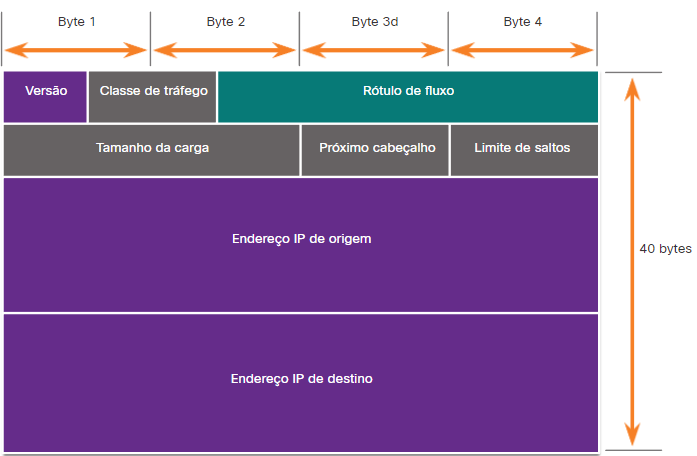 Byte 1
Byte 2
Byte 3d
Byte 4
Versão
Classe de tráfego
Rótulo de fluxo
Tamanho da carga
Próximo cabeçalho
Limite de saltos
Endereço IP de origem
40 bytes
Endereço IP de destino